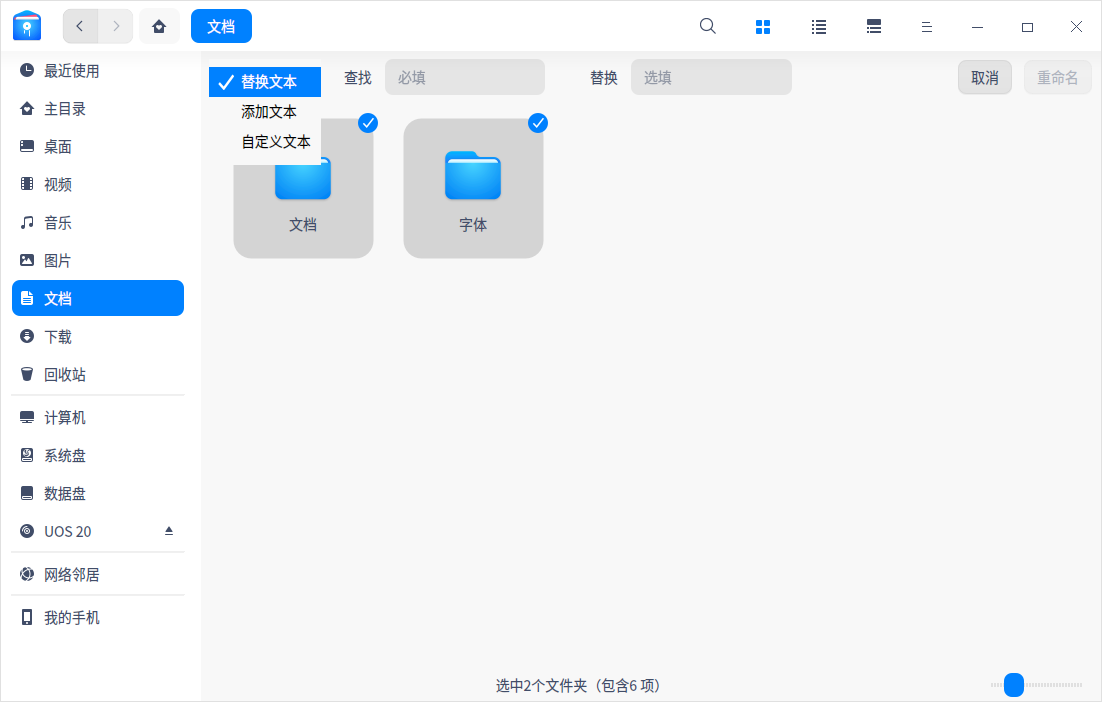 文档
最近使用
主目录
桌面
视频
音乐
图片
文档
下载
回收站
计算机
系统盘
数据盘
UOS 20
网络邻居
我的手机
替换文本
添加文本
自定义文本
查找 必填 替换 选填 取消 重命名
文档 字体
选中2个文件夹（包含6 项）